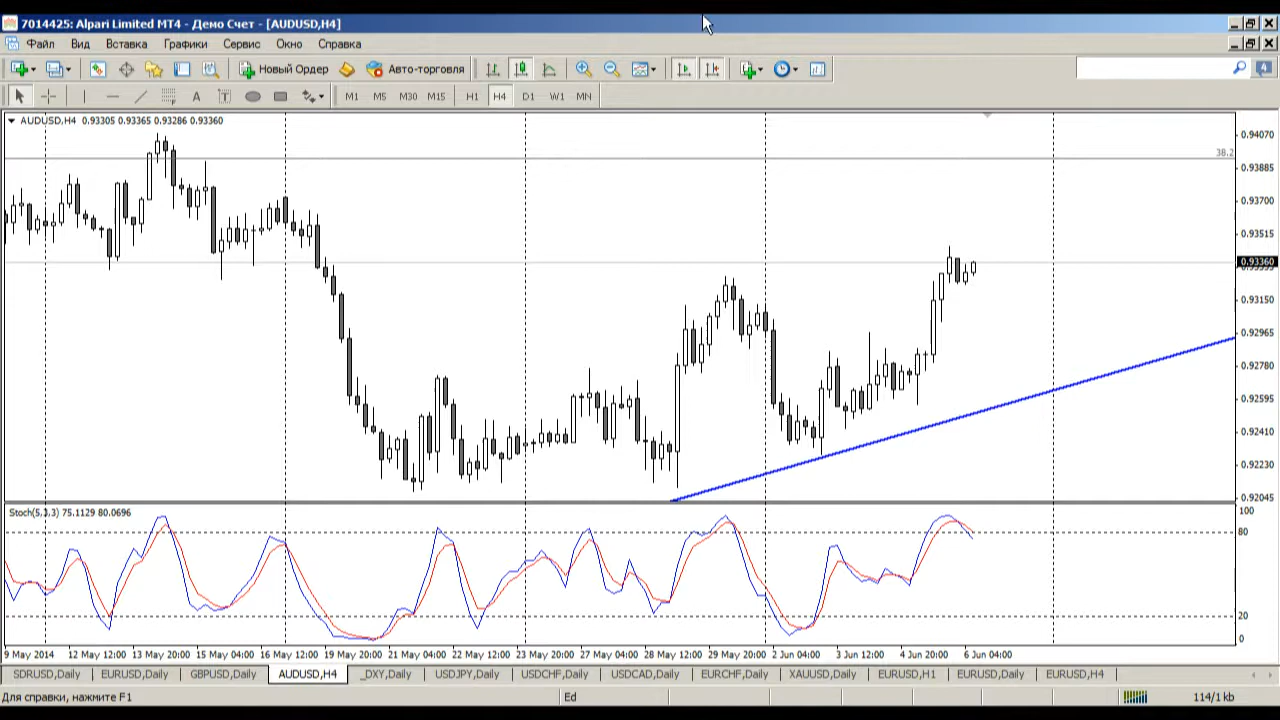 7014425: Alpari Limited MT4 - Демо Счет - [AUDUSD,H4]
Файл Вид Вставка Графики Сервис Окно Справка
Новый Ордер Авто-торговля
A T M1 M5 M30 M15 H1 H4 D1 W1 MN
AUDUSD,H4 0.93305 0.93365 0.93286 0.93360
0.94070
38.2
0.93885
0.93700
0.93515
0.93360
0.93150
0.92965
0.92780
0.92595
0.92410
0.92230
0.92045
Stoch(5,3,3) 75.1129 80.0696
100
80
20
0
9 May 2014 12 May 12:00 13 May 20:00 15 May 04:00 16 May 12:00 19 May 20:00 21 May 04:00 22 May 12:00 23 May 20:00 27 May 04:00 28 May 12:00 29 May 20:00 2 Jun 04:00 3 Jun 12:00 4 Jun 20:00 6 Jun 04:00
SDRUSD,Daily EURUSD,Daily GBPUSD,Daily AUDUSD,H4 _DXY,Daily USDJPY,Daily USDCHF,Daily USDCAD,Daily EURCHF,Daily XAUUSD,Daily EURUSD,H1 EURUSD,Daily EURUSD,H4
Для справки, нажмите F1 Ed 114/1 kb